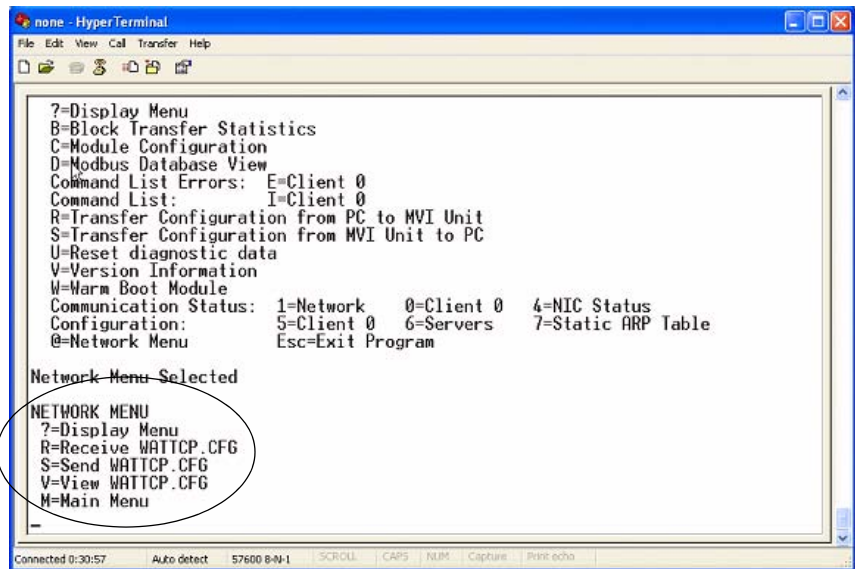 none - HyperTerminal
File Edit View Call Transfer Help
?=Display Menu
B=Block Transfer Statistics
C=Module Configuration
D=Modbus Database View
Command List Errors: E=Client 0
Command List: I=Client 0
R=Transfer Configuration from PC to MVI Unit
S=Transfer Configuration from MVI Unit to PC
U=Reset diagnostic data
V=Version Information
W=Warm Boot Module
Communication Status: 1=Network 0=Client 0 4=NIC Status
Configuration: 5=Client 0 6=Servers 7=Static ARP Table
@=Network Menu Esc=Exit Program
Network Menu Selected
NETWORK MENU
?=Display Menu
R=Receive WATTCP.CFG
S=Send WATTCP.CFG
V=View WATTCP.CFG
M=Main Menu
_
Connected 0:30:57 Auto detect 57600 8-N-1 SCROLL CAPS NUM Capture Print echo